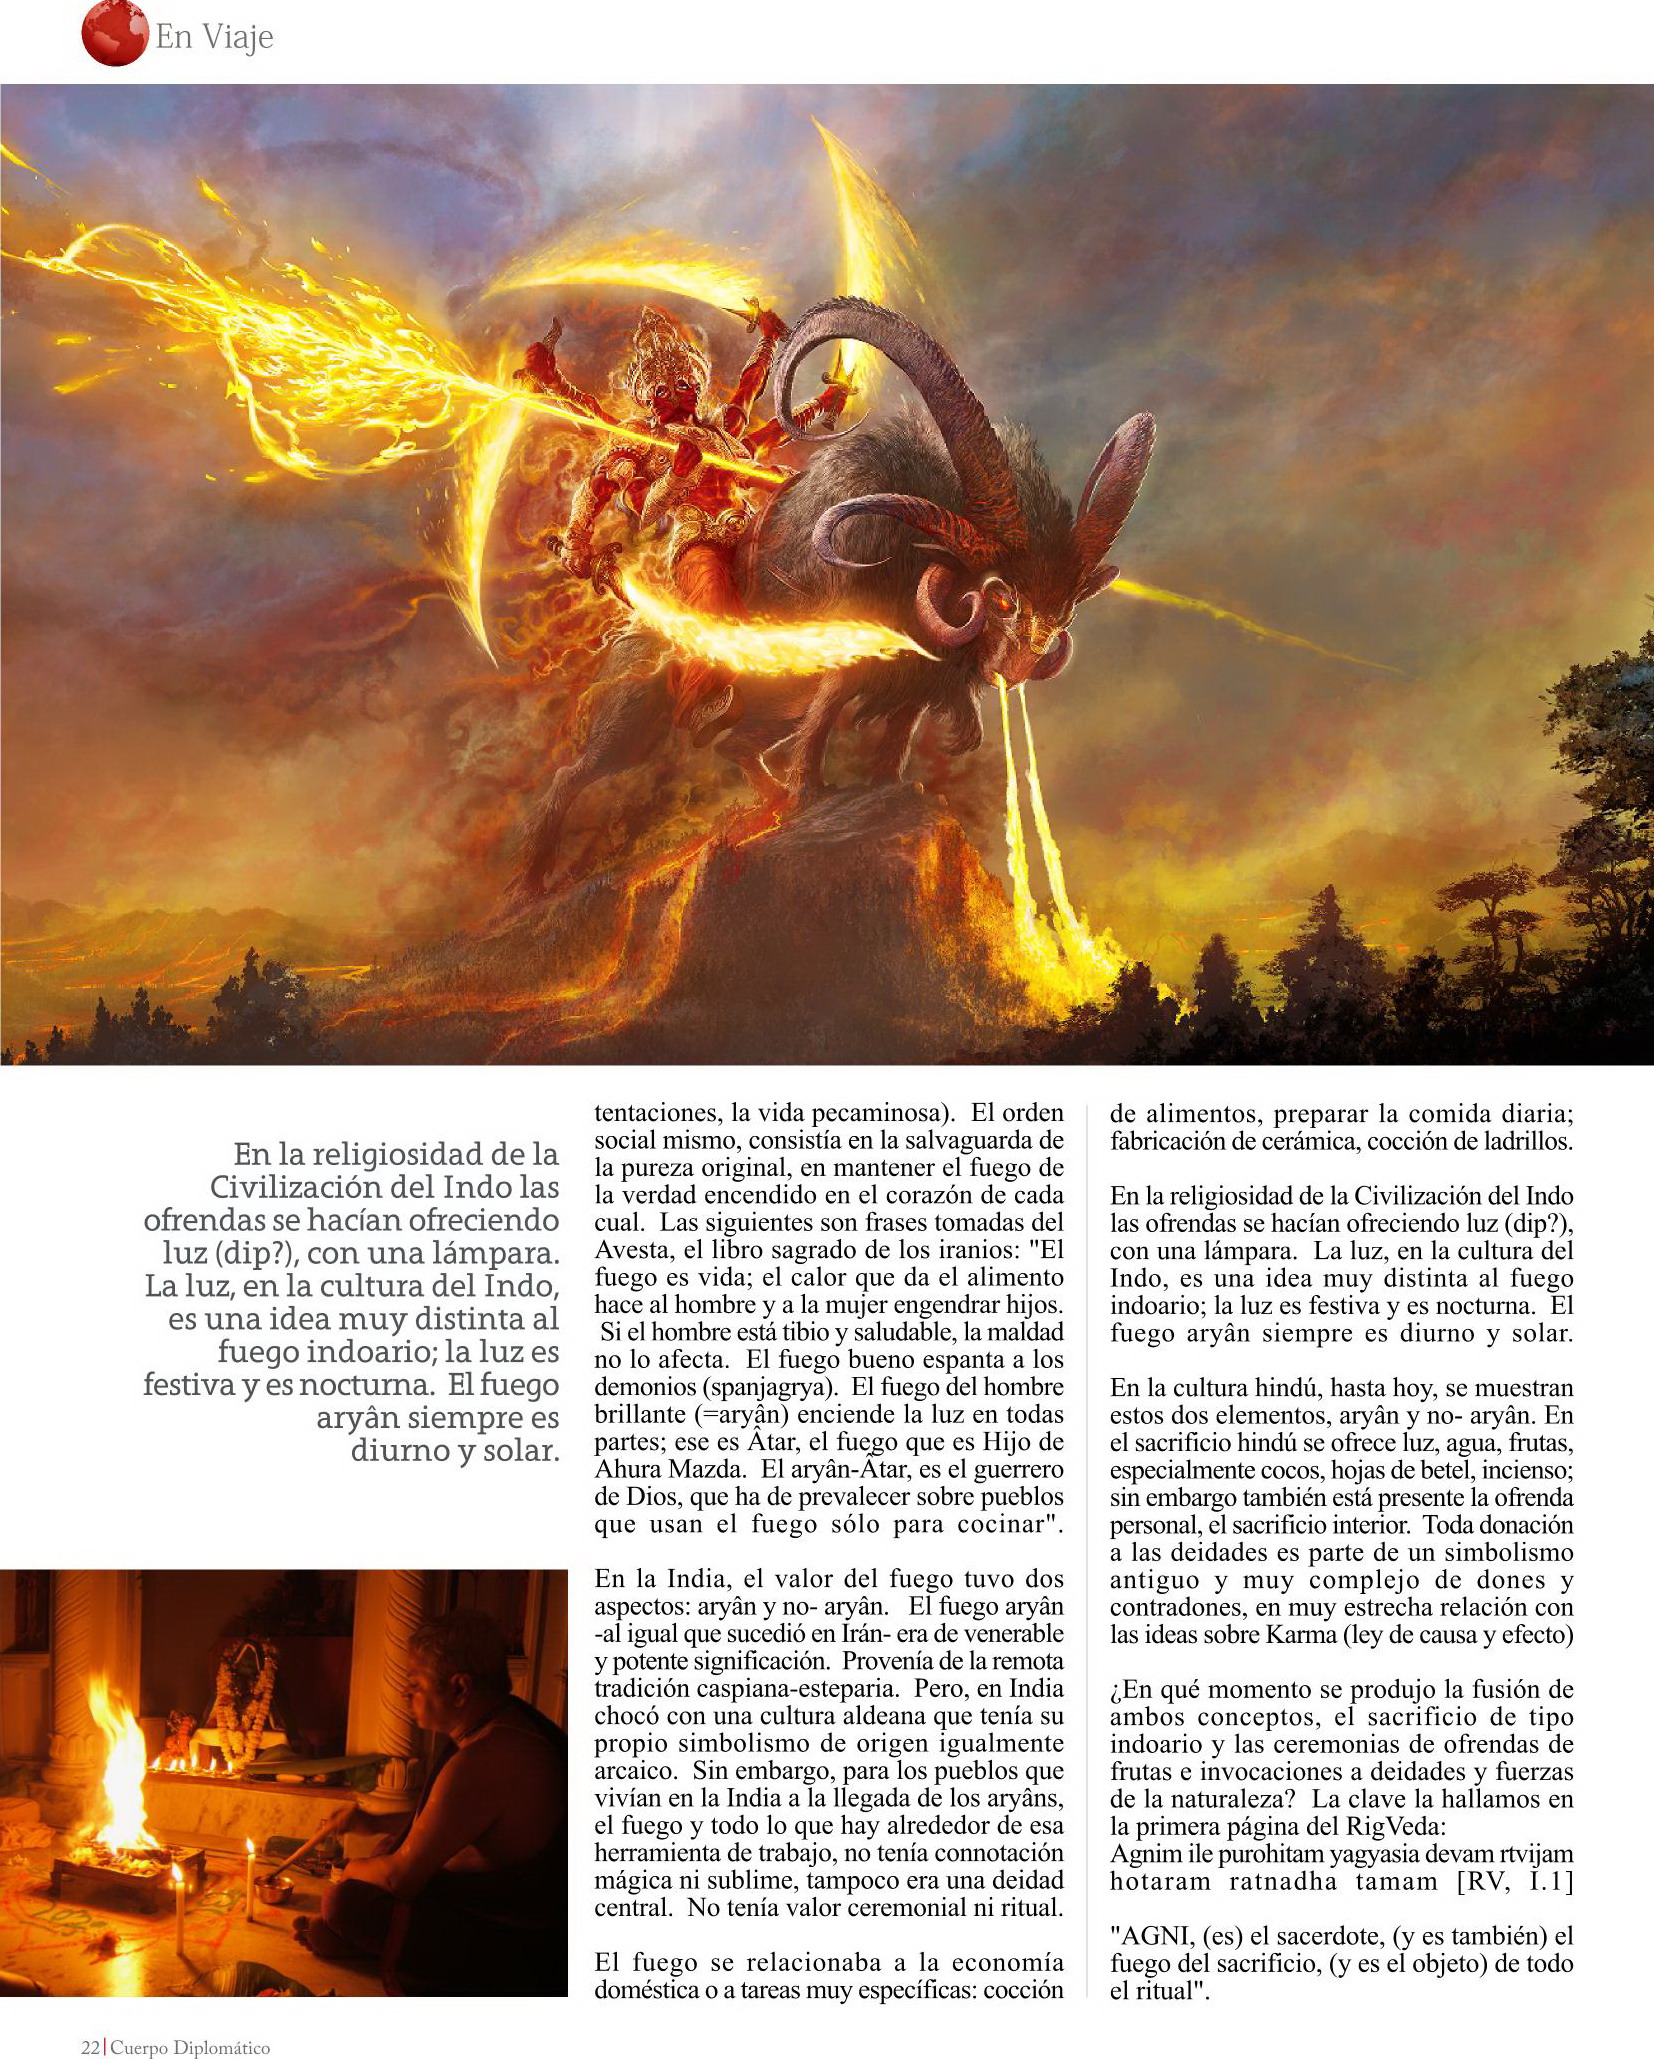 En Viaje
En la religiosidad de la
Civilización del Indo las
ofrendas se hacían ofreciendo
luz (dip?), con una lámpara.
La luz, en la cultura del Indo,
es una idea muy distinta al
fuego indoario; la luz es
festiva y es nocturna. El fuego
aryân siempre es
diurno y solar.
tentaciones, la vida pecaminosa). El orden
social mismo, consistía en la salvaguarda de
la pureza original, en mantener el fuego de
la verdad encendido en el corazón de cada
cual. Las siguientes son frases tomadas del
Avesta, el libro sagrado de los iranios: "El
fuego es vida; el calor que da el alimento
hace al hombre y a la mujer engendrar hijos.
Si el hombre está tibio y saludable, la maldad
no lo afecta. El fuego bueno espanta a los
demonios (spanjagrya). El fuego del hombre
brillante (=aryân) enciende la luz en todas
partes; ese es Âtar, el fuego que es Hijo de
Ahura Mazda. El aryân-Âtar, es el guerrero
de Dios, que ha de prevalecer sobre pueblos
que usan el fuego sólo para cocinar".
En la India, el valor del fuego tuvo dos
aspectos: aryân y no- aryân. El fuego aryân
-al igual que sucedió en Irán- era de venerable
y potente significación. Provenía de la remota
tradición caspiana-esteparia. Pero, en India
chocó con una cultura aldeana que tenía su
propio simbolismo de origen igualmente
arcaico. Sin embargo, para los pueblos que
vivían en la India a la llegada de los aryâns,
el fuego y todo lo que hay alrededor de esa
herramienta de trabajo, no tenía connotación
mágica ni sublime, tampoco era una deidad
central. No tenía valor ceremonial ni ritual.
El fuego se relacionaba a la economía
doméstica o a tareas muy específicas: cocción
de alimentos, preparar la comida diaria;
fabricación de cerámica, cocción de ladrillos.
En la religiosidad de la Civilización del Indo
las ofrendas se hacían ofreciendo luz (dip?),
con una lámpara. La luz, en la cultura del
Indo, es una idea muy distinta al fuego
indoario; la luz es festiva y es nocturna. El
fuego aryân siempre es diurno y solar.
En la cultura hindú, hasta hoy, se muestran
estos dos elementos, aryân y no- aryân. En
el sacrificio hindú se ofrece luz, agua, frutas,
especialmente cocos, hojas de betel, incienso;
sin embargo también está presente la ofrenda
personal, el sacrificio interior. Toda donación
a las deidades es parte de un simbolismo
antiguo y muy complejo de dones y
contradones, en muy estrecha relación con
las ideas sobre Karma (ley de causa y efecto)
¿En qué momento se produjo la fusión de
ambos conceptos, el sacrificio de tipo
indoario y las ceremonias de ofrendas de
frutas e invocaciones a deidades y fuerzas
de la naturaleza? La clave la hallamos en
la primera página del RigVeda:
Agnim ile purohitam yagyasia devam rtvijam
hotaram ratnadha tamam [RV, I.1]
"AGNI, (es) el sacerdote, (y es también) el
fuego del sacrificio, (y es el objeto) de todo
el ritual".
22|Cuerpo Diplomático